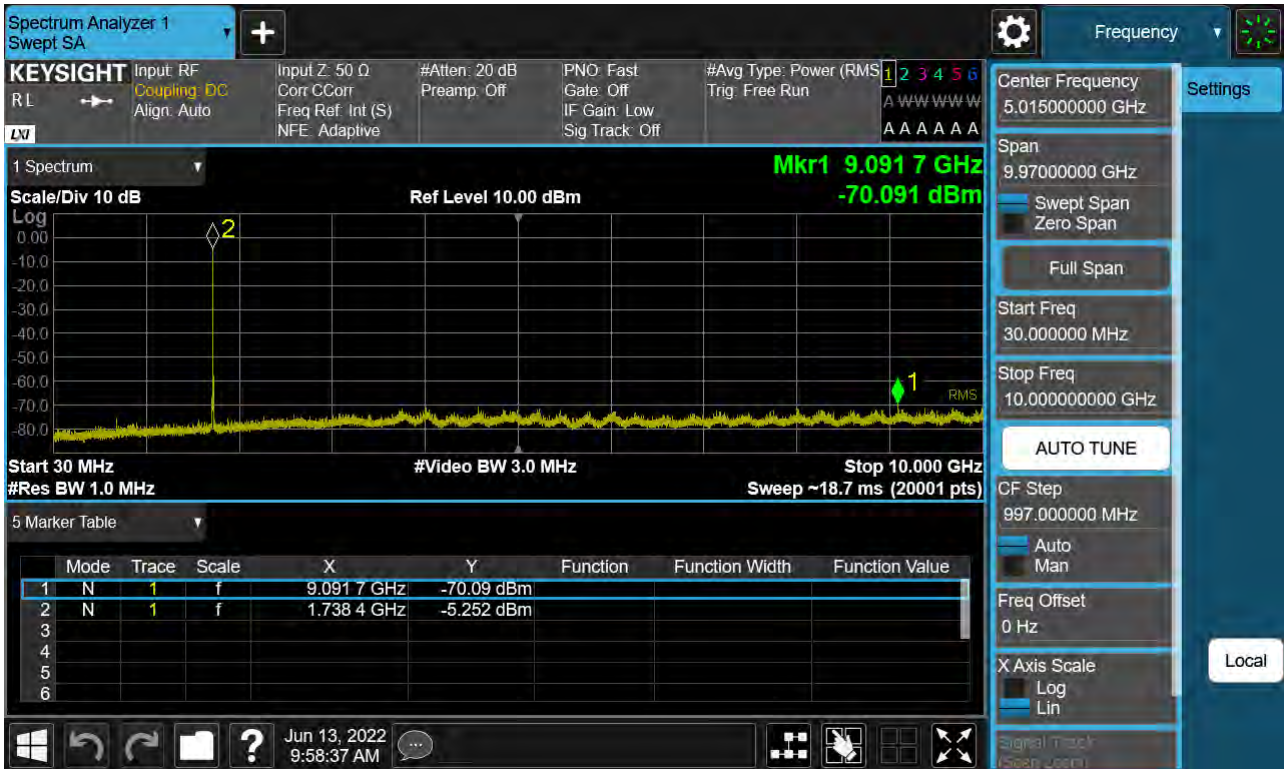 Spectrum Analyzer 1
Swept SA
+
Frequency
KEYSIGHT
RL
LXI
Input: RF
Coupling: DC
Align: Auto
Input Z: 50 Ω
Corr CCorr
Freq Ref: Int (S)
NFE: Adaptive
#Atten: 20 dB
Preamp: Off
PNO: Fast
Gate: Off
IF Gain: Low
Sig Track: Off
#Avg Type: Power (RMS
Trig: Free Run
1 2 3 4 5 6
A W W W W W
A A A A A A
Center Frequency
5.015000000 GHz
Settings
1 Spectrum
Mkr1 9.091 7 GHz
Scale/Div 10 dB
Ref Level 10.00 dBm
-70.091 dBm
Span
9.97000000 GHz
Swept Span
Zero Span
Full Span
Start Freq
30.000000 MHz
Stop Freq
10.000000000 GHz
AUTO TUNE
CF Step
997.000000 MHz
Auto
Man
Freq Offset
0 Hz
X Axis Scale
Log
Lin
Signal Track
(Span Zoom)
Local
Log
0.00
-10.0
-20.0
-30.0
-40.0
-50.0
-60.0
-70.0
-80.0
2
1
RMS
Start 30 MHz
#Video BW 3.0 MHz
Stop 10.000 GHz
#Res BW 1.0 MHz
Sweep ~18.7 ms (20001 pts)
5 Marker Table
Mode Trace Scale X Y Function Function Width Function Value
1 N 1 f 9.091 7 GHz -70.09 dBm
2 N 1 f 1.738 4 GHz -5.252 dBm
3
4
5
6
?
Jun 13, 2022
9:58:37 AM